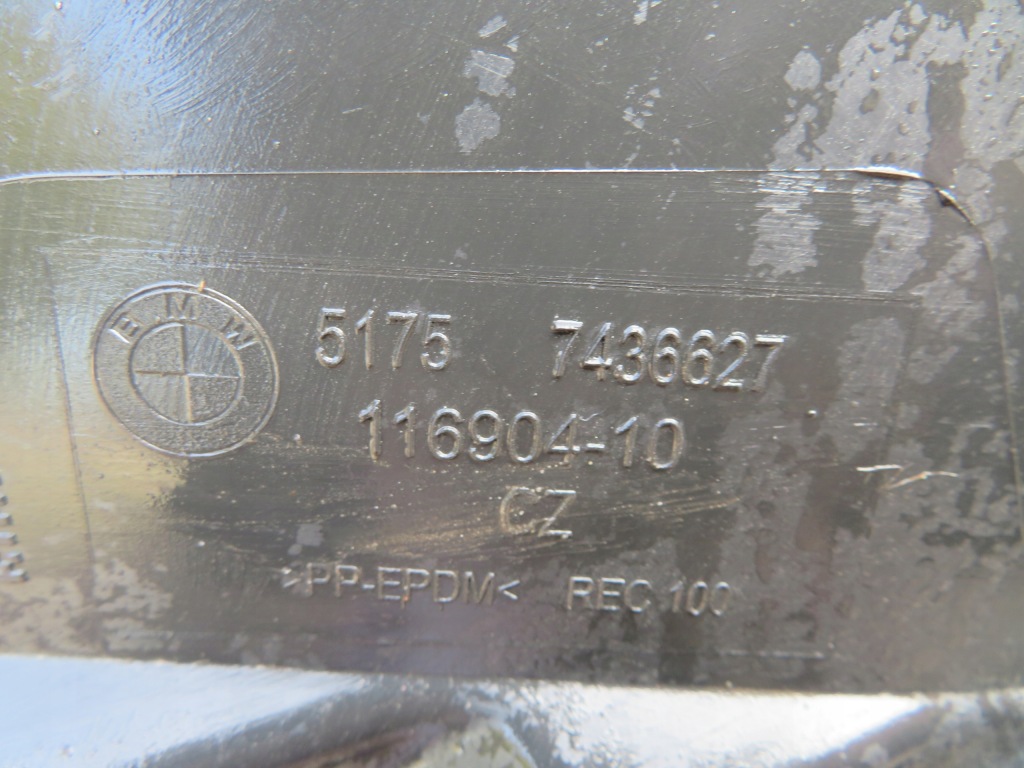 BMW
5175 7436627
116904-10
CZ
>PP-EPDM< REC 100